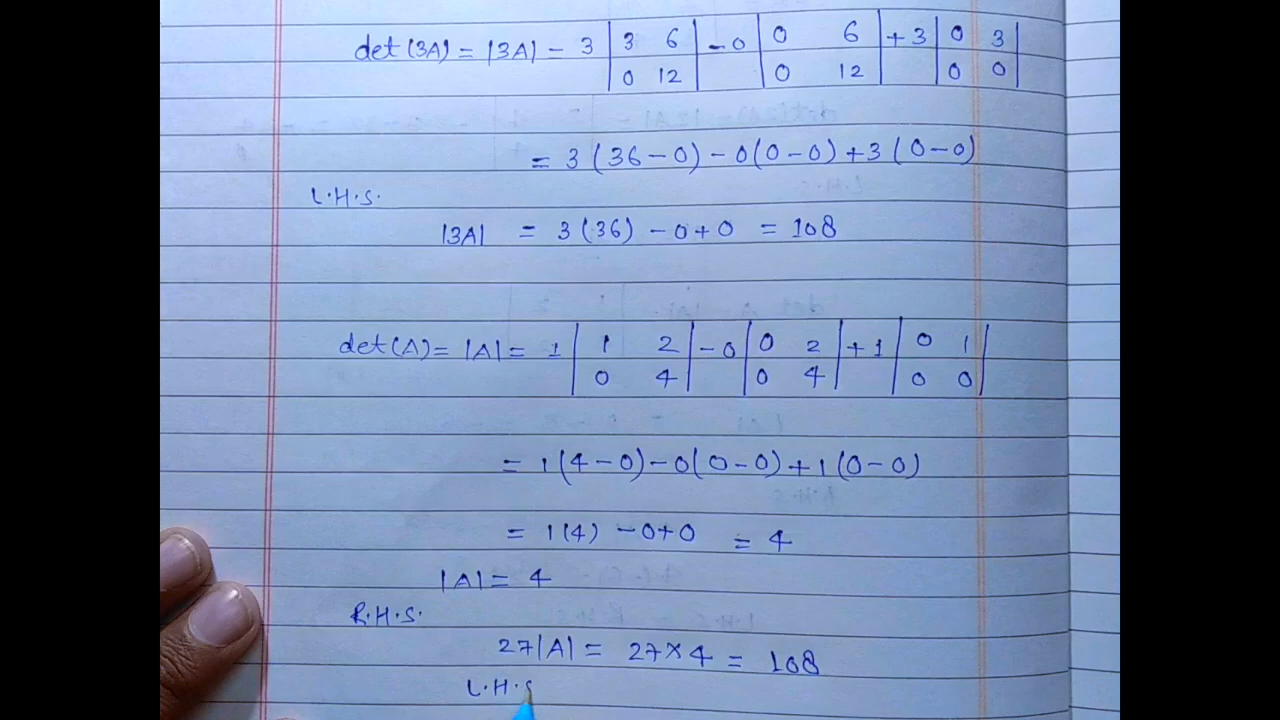 det (3A) = |3A| = 3 | 3 6 | - 0 | 0 6 | + 3 | 0 3 |
| 0 12 | | 0 12 | | 0 0 |
= 3 (36 - 0) - 0 (0 - 0) + 3 (0 - 0)
L.H.S.
|3A| = 3 (36) - 0 + 0 = 108
det (A) = |A| = 1 | 1 2 | - 0 | 0 2 | + 1 | 0 1 |
| 0 4 | | 0 4 | | 0 0 |
= 1 (4 - 0) - 0 (0 - 0) + 1 (0 - 0)
= 1 (4) - 0 + 0 = 4
|A| = 4
R.H.S.
27|A| = 27 × 4 = 108
L.H.S